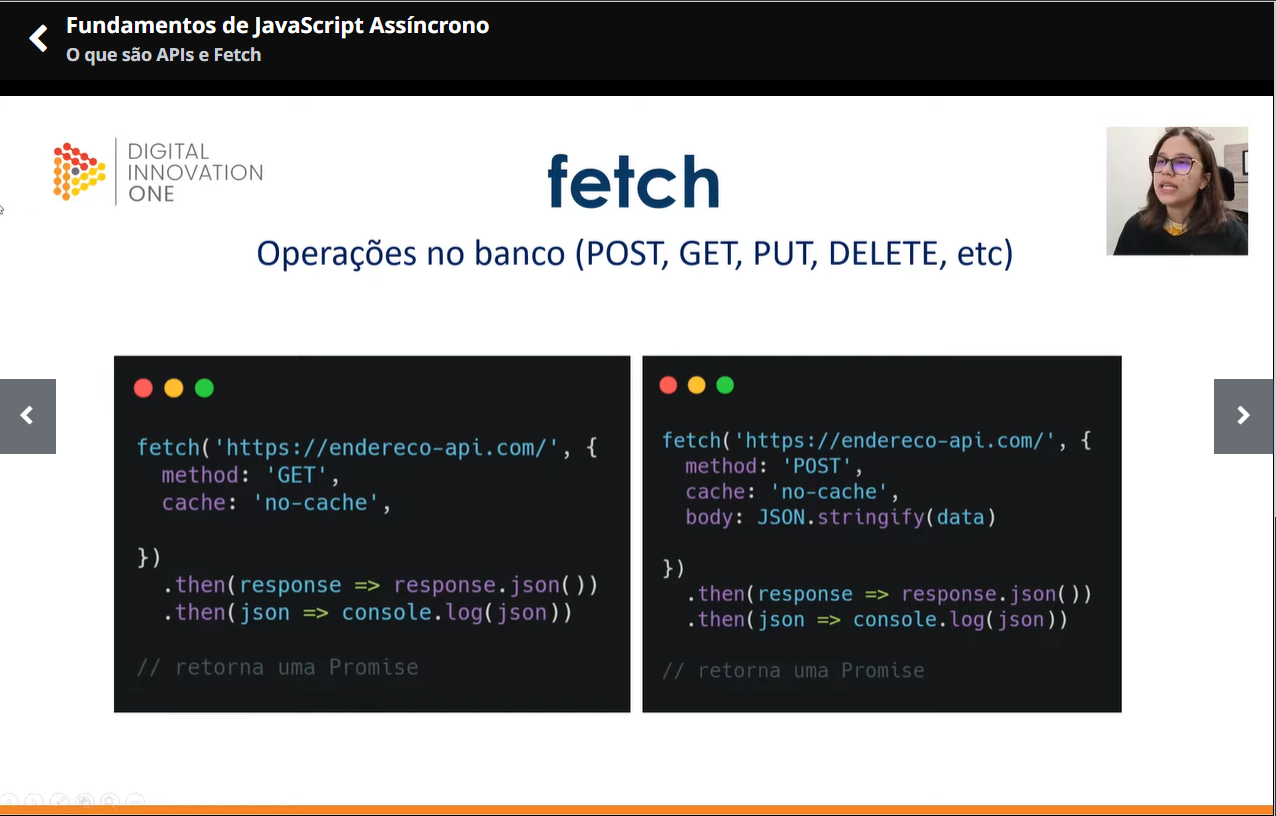 Fundamentos de JavaScript Assíncrono
O que são APIs e Fetch
DIGITAL
INNOVATION
ONE
fetch
Operações no banco (POST, GET, PUT, DELETE, etc)
fetch('https://endereco-api.com/', {
  method: 'GET',
  cache: 'no-cache',
})
  .then(response => response.json())
  .then(json => console.log(json))
// retorna uma Promise
fetch('https://endereco-api.com/', {
  method: 'POST',
  cache: 'no-cache',
  body: JSON.stringify(data)
})
  .then(response => response.json())
  .then(json => console.log(json))
// retorna uma Promise